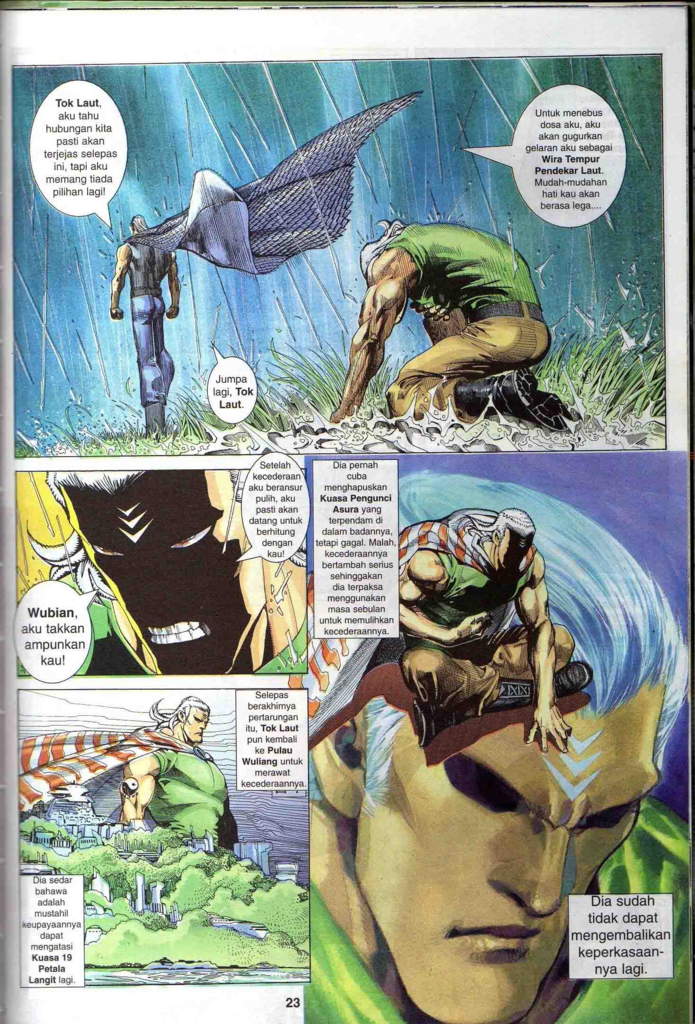 Tok Laut,
aku tahu
hubungan kita
pasti akan
terjejas selepas
ini, tapi aku
memang tiada
pilihan lagi!
Untuk menebus
dosa aku, aku
akan gugurkan
gelaran aku sebagai
Wira Tempur
Pendekar Laut.
Mudah-mudahan
hati kau akan
berasa lega....
Jumpa
lagi, Tok
Laut.
Setelah
kecederaan
aku beransur
pulih, aku
pasti akan
datang untuk
berhitung
dengan
kau!
Wubian,
aku takkan
ampunkan
kau!
Dia pernah
cuba
menghapuskan
Kuasa Pengunci
Asura yang
terpendam di
dalam badannya,
tetapi gagal. Malah,
kecederaannya
bertambah serius
sehinggakan
dia terpaksa
menggunakan
masa sebulan
untuk memulihkan
kecederaannya.
Selepas
berakhirnya
pertarungan
itu, Tok Laut
pun kembali
ke Pulau
Wuliang untuk
merawat
kecederaannya.
Dia sedar
bahawa
adalah
mustahil
keupayaannya
dapat
mengatasi
Kuasa 19
Petala
Langit lagi.
Dia sudah
tidak dapat
mengembalikan
keperkasaan-
nya lagi.
23